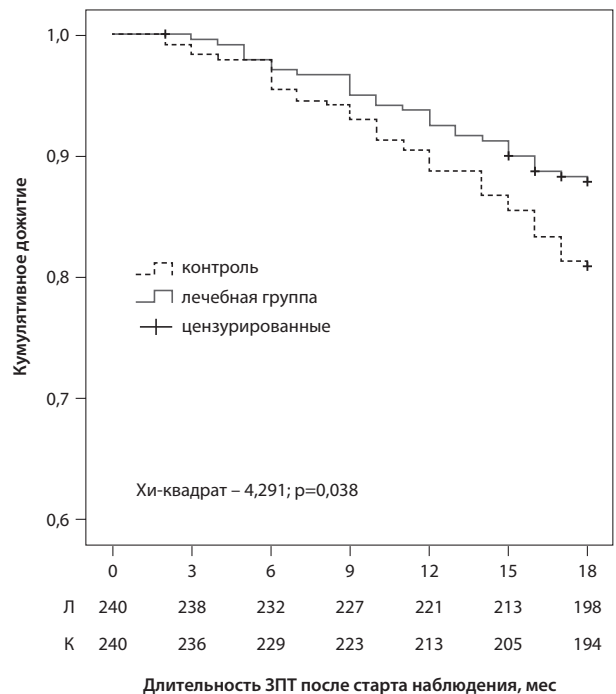 Кумулятивное дожитие
1,0
0,9
0,8
0,7
0,6
контроль
лечебная группа
цензурированные
Хи-квадрат – 4,291; p=0,038
0 3 6 9 12 15 18
Л 240 238 232 227 221 213 198
К 240 236 229 223 213 205 194
Длительность ЗПТ после старта наблюдения, мес